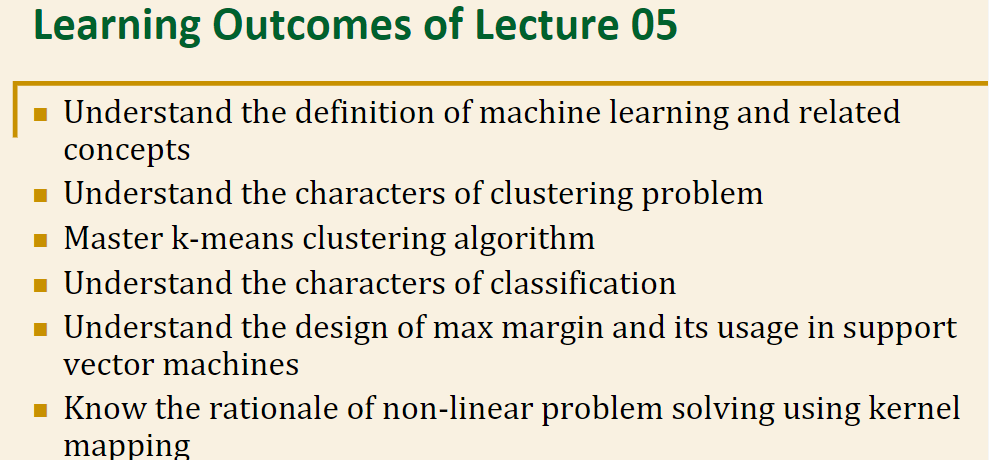 Learning Outcomes of Lecture 05
Understand the definition of machine learning and related
concepts
Understand the characters of clustering problem
Master k-means clustering algorithm
Understand the characters of classification
Understand the design of max margin and its usage in support
vector machines
Know the rationale of non-linear problem solving using kernel
mapping